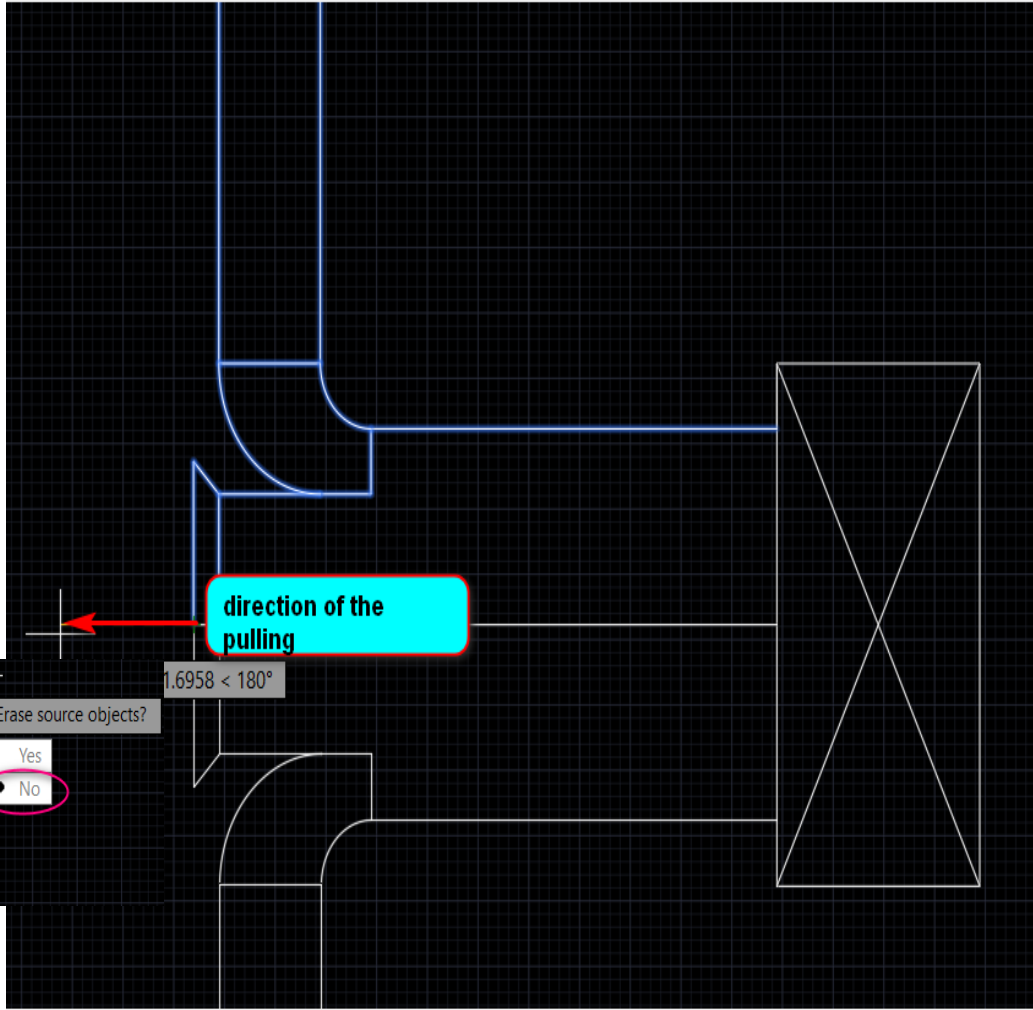 direction of the
pulling
1.6958 < 180°
Erase source objects?
Yes
No